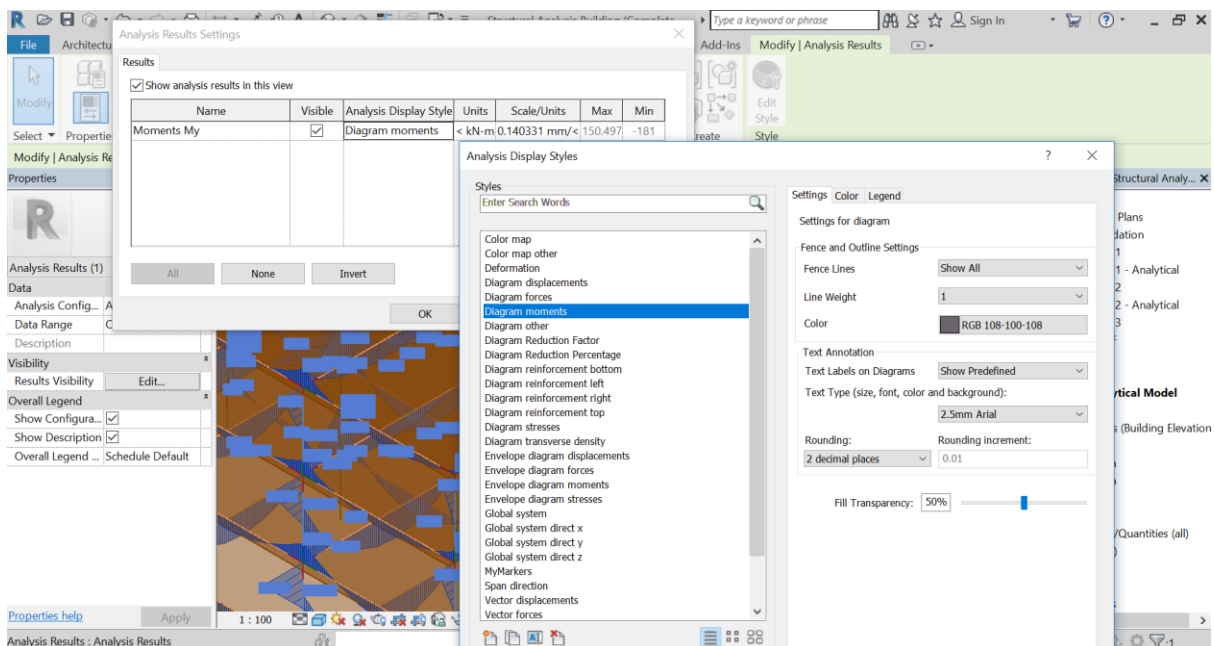 Structural Analysis Building (Complete
Type a keyword or phrase
Sign In
File
Architectu
Add-Ins
Modify | Analysis Results
Modify
Edit
Style
Select
Propertie
reate
Style
Modify | Analysis Re
Analysis Results Settings
Results
Show analysis results in this view
Name Visible Analysis Display Style Units Scale/Units Max Min
Moments My Diagram moments < kN-m 0.140331 mm/< 150.497 -181
All
None
Invert
OK
Properties
Analysis Results (1)
Data
Analysis Config... A
Data Range C
Description
Visibility
Results Visibility Edit...
Overall Legend
Show Configura...
Show Description
Overall Legend ... Schedule Default
Properties help
Apply
1 : 100
Analysis Results : Analysis Results
Analysis Display Styles
?
Styles
Enter Search Words
Color map
Color map other
Deformation
Diagram displacements
Diagram forces
Diagram moments
Diagram other
Diagram Reduction Factor
Diagram Reduction Percentage
Diagram reinforcement bottom
Diagram reinforcement left
Diagram reinforcement right
Diagram reinforcement top
Diagram stresses
Diagram transverse density
Envelope diagram displacements
Envelope diagram forces
Envelope diagram moments
Envelope diagram stresses
Global system
Global system direct x
Global system direct y
Global system direct z
MyMarkers
Span direction
Vector displacements
Vector forces
Settings Color Legend
Settings for diagram
Fence and Outline Settings
Fence Lines Show All
Line Weight 1
Color RGB 108-100-108
Text Annotation
Text Labels on Diagrams Show Predefined
Text Type (size, font, color and background):
2.5mm Arial
Rounding: Rounding increment:
2 decimal places 0.01
Fill Transparency: 50%
Structural Analy...
Plans
dation
1
1 - Analytical
2
2 - Analytical
3
ytical Model
s (Building Elevation
/Quantities (all)
:1